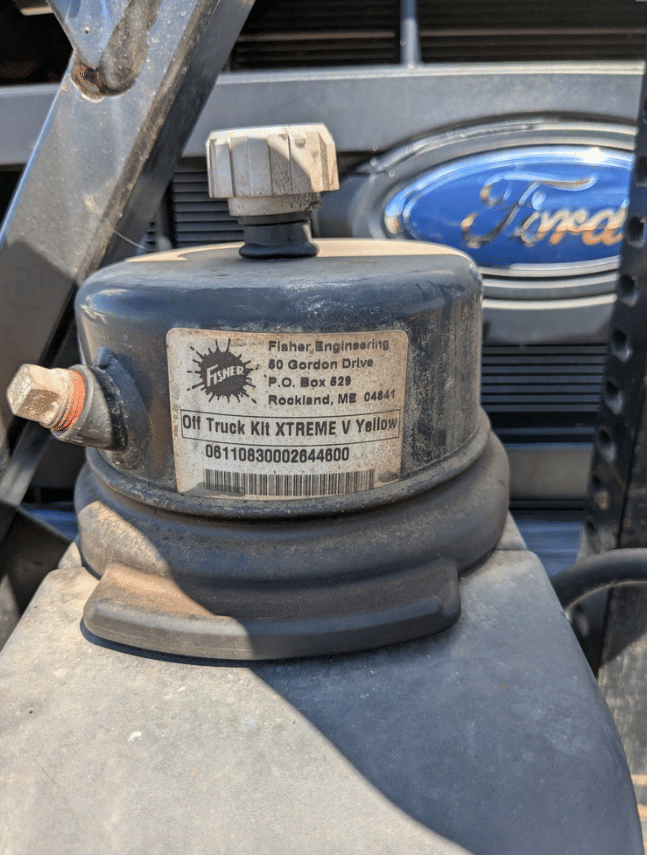 Ford
Fisher Engineering
50 Gordon Drive
P.O. Box 529
Rockland, ME 04841
FISHER
Off Truck Kit XTREME V Yellow
06110830002644600